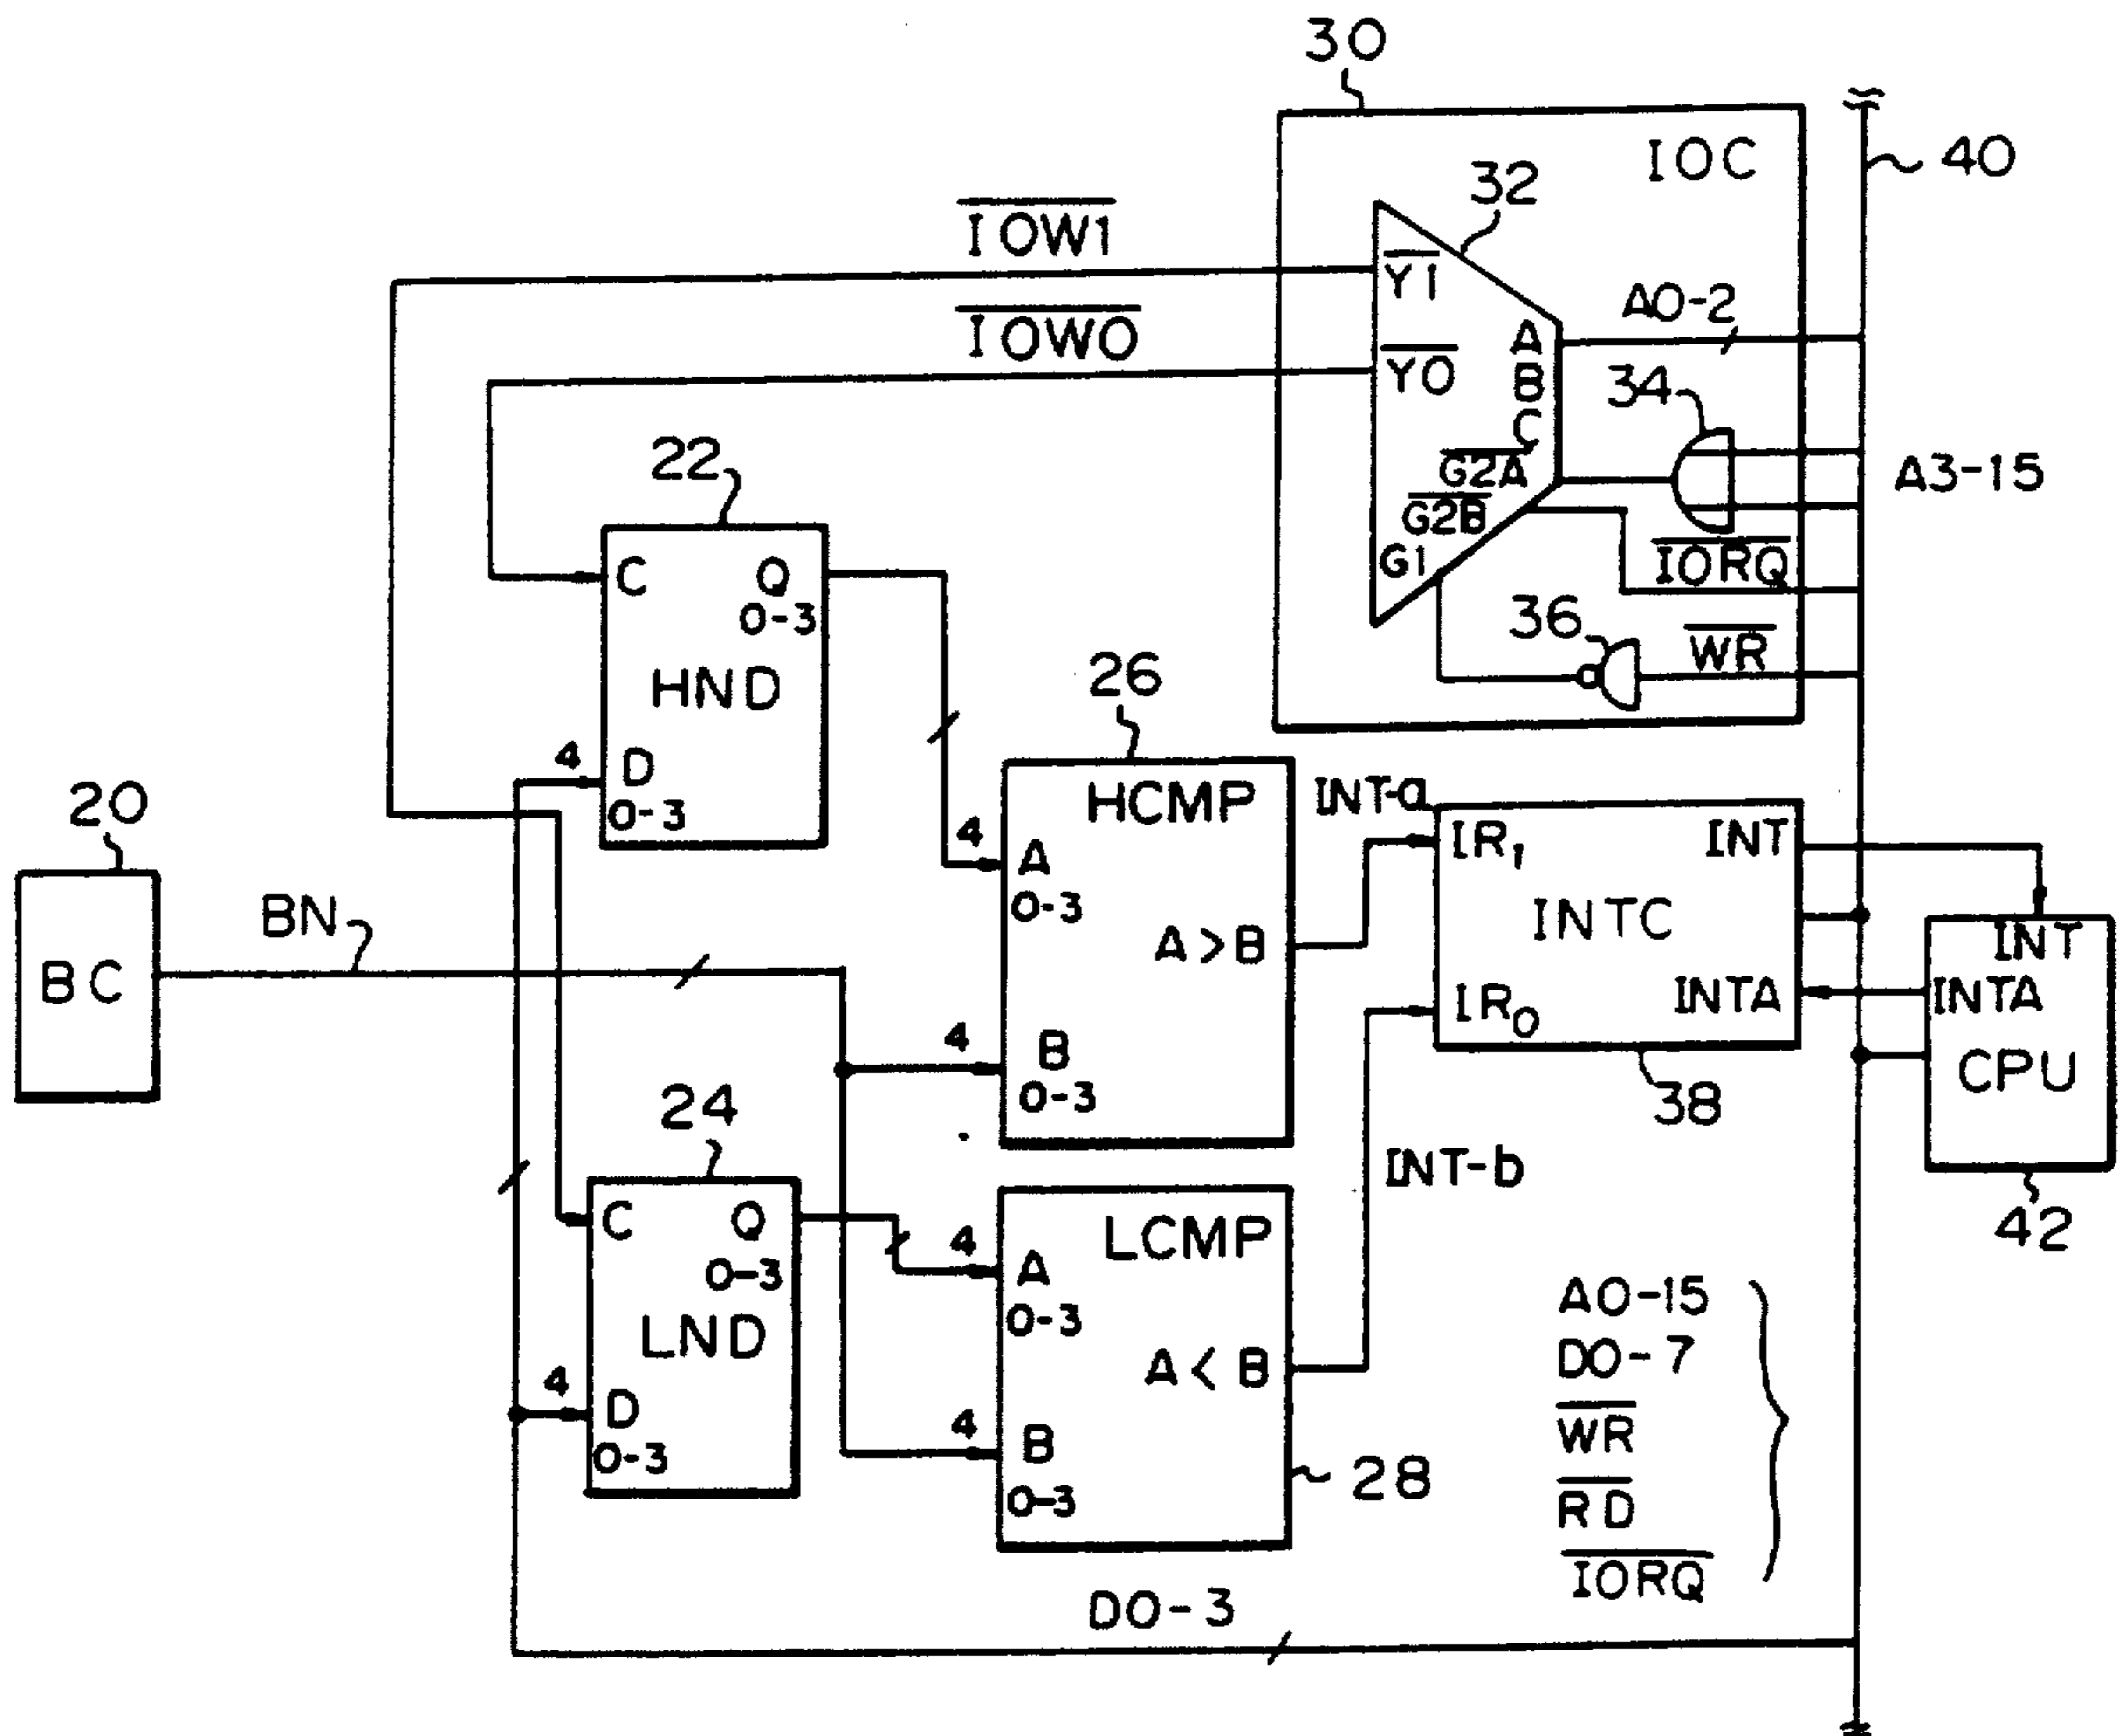 30
IOC
40
32
IOW1
Y1
A0-2
IOW0
Y0
A
B
C
34
G2A
A3-15
G2B
IORQ
G1
36
WR
22
C
Q
0-3
HND
4
D
0-3
26
HCMP
4
A
0-3
A>B
4
B
0-3
20
BC
BN
INT-a
IR1
INT
INTC
IR0
INTA
38
INT
INTA
CPU
42
24
C
Q
0-3
LND
4
D
0-3
LCMP
4
A
0-3
A<B
4
B
0-3
28
INT-b
A0-15
D0-7
WR
RD
IORQ
D0-3